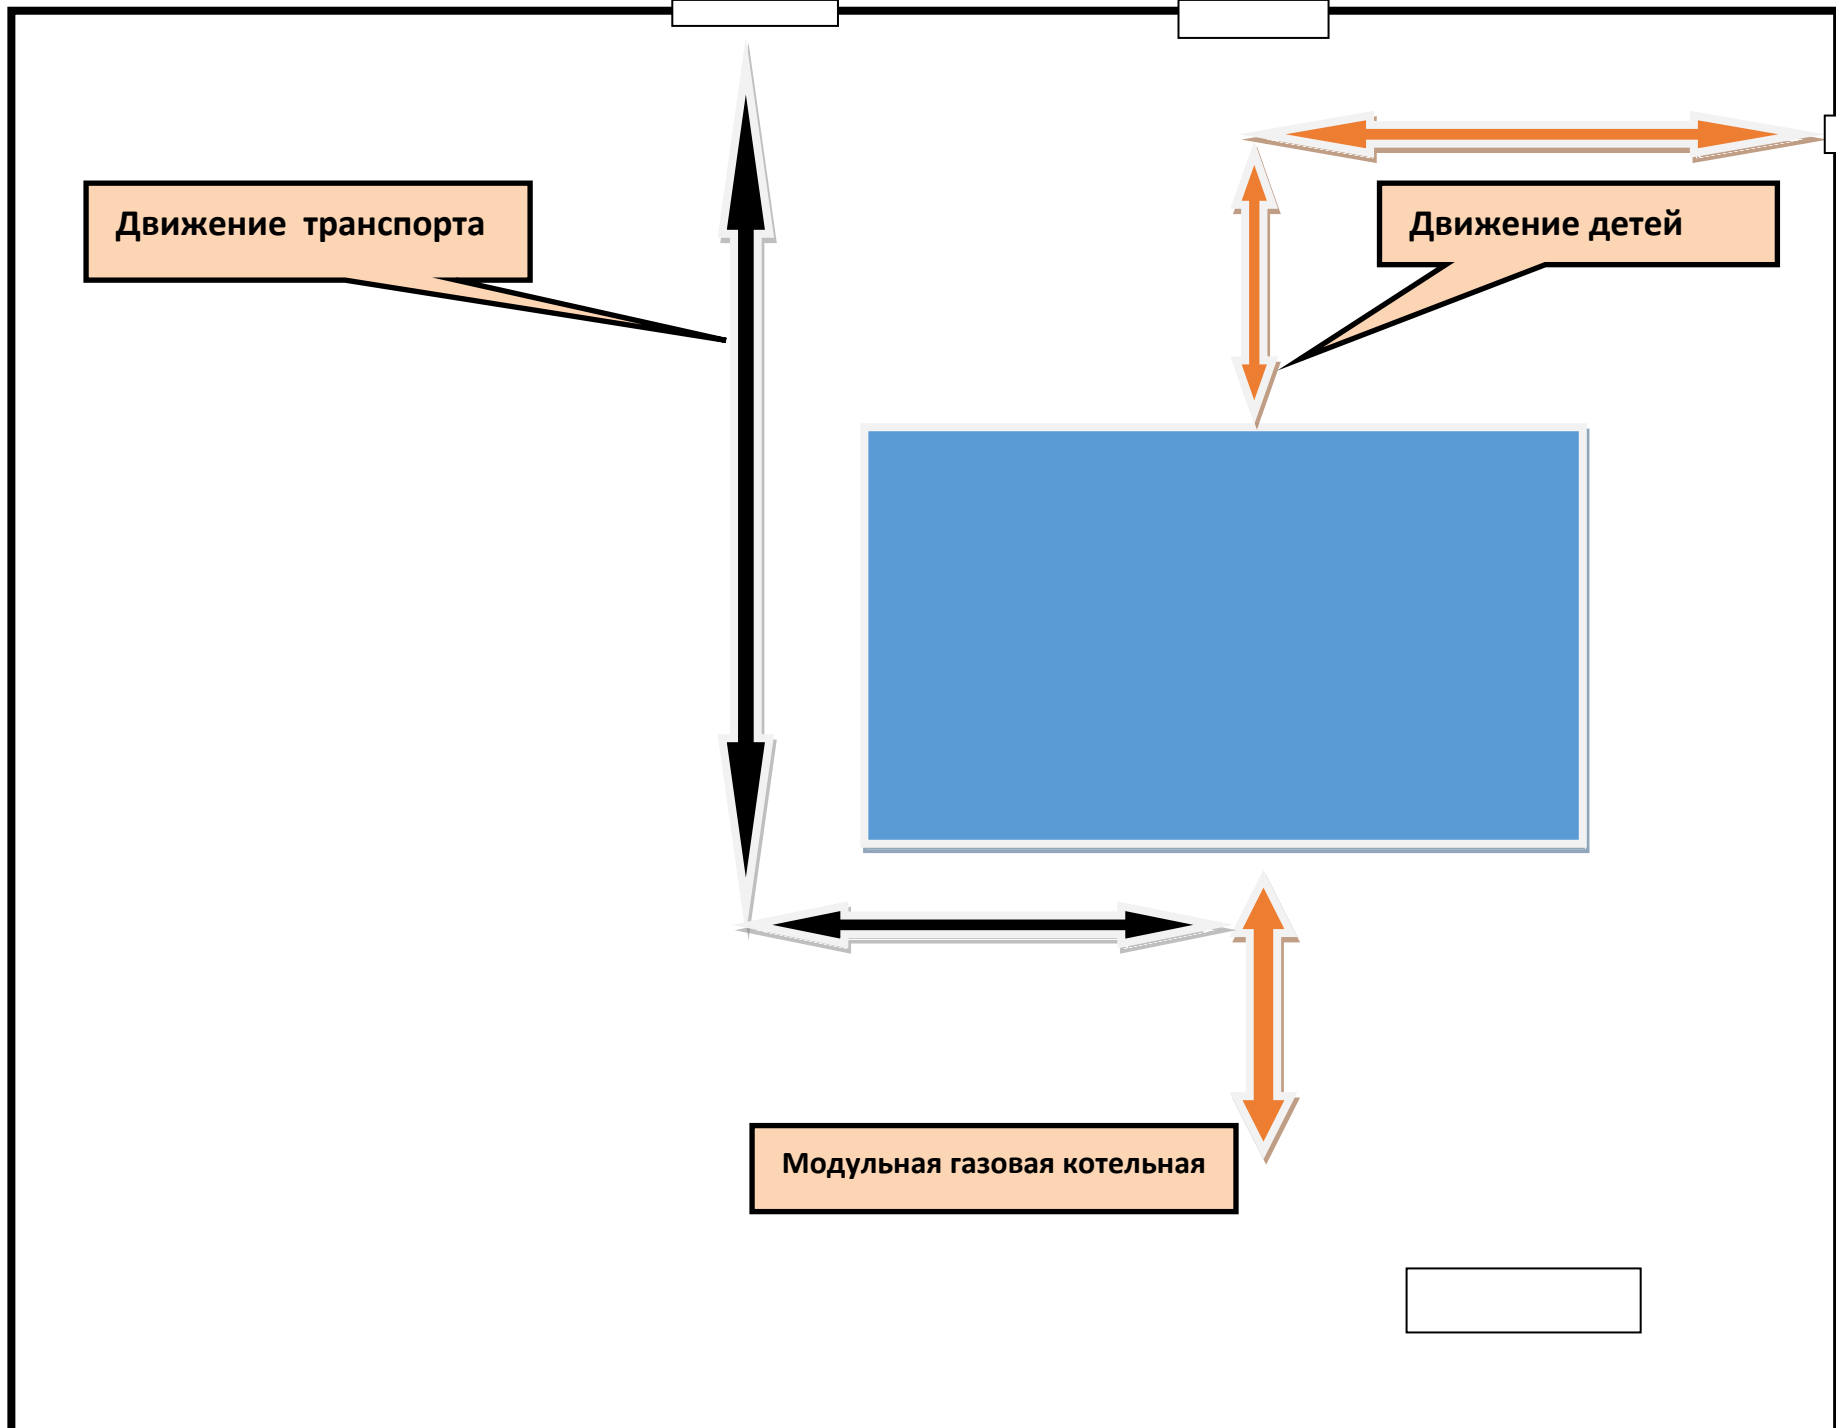 Движение  транспорта
Движение детей
Модульная газовая котельная